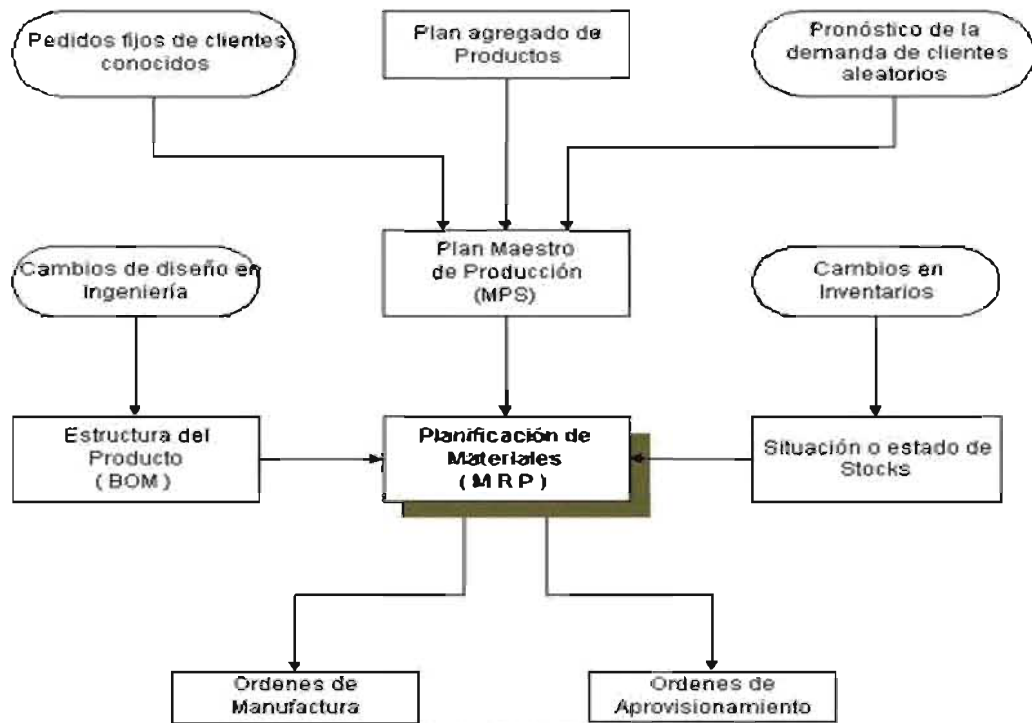 Pedidos fijos de clientes
conocidos
Plan agregado de
Productos
Pronóstico de la
demanda de clientes
aleatorios
Plan Maestro
de Producción
(MPS)
Cambios de diseño en
Ingeniería
Cambios en
Inventarios
Estructura del
Producto
( BOM )
Planificación de
Materiales
( M R P )
Situación o estado de
Stocks
Ordenes de
Manufactura
Ordenes de
Aprovisionamiento